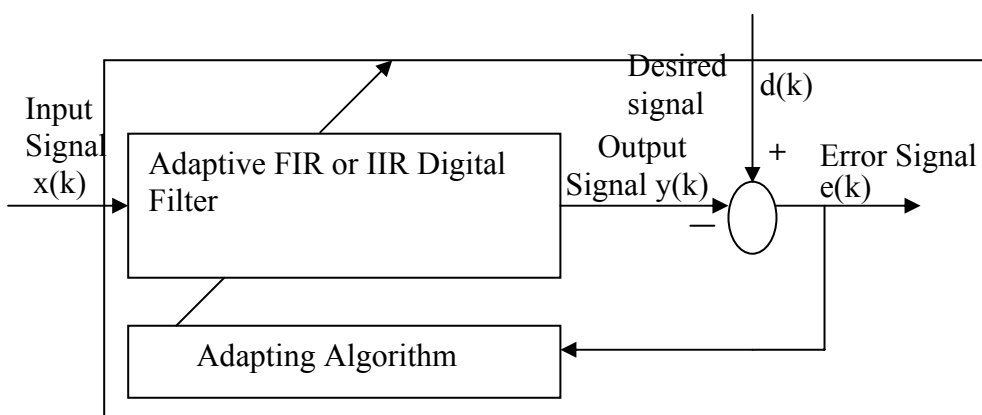 Input
Signal
x(k)
Adaptive FIR or IIR Digital
Filter
Output
Signal y(k)
Desired
signal
d(k)
+
—
Error Signal
e(k)
Adapting Algorithm